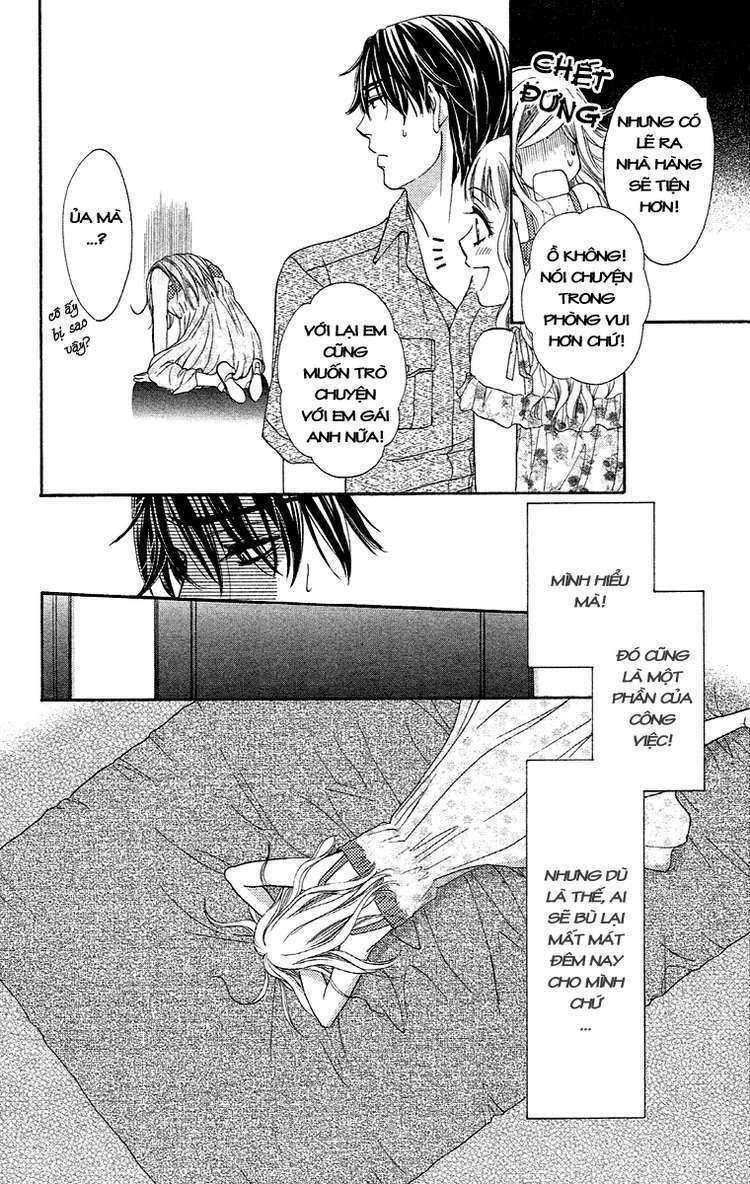 CHẾT
ĐỨNG
NHƯNG CÓ
LẼ RA
NHÀ HÀNG
SẼ TIỆN
HƠN!
Ồ KHÔNG!
NÓI CHUYỆN
TRONG
PHÒNG VUI
HƠN CHỨ!
VỚI LẠI EM
CŨNG
MUỐN TRÒ
CHUYỆN
VỚI EM GÁI
ANH NỮA!
ỦA MÀ
...?
cô ấy
bị sao
vậy?
MÌNH HIỂU
MÀ!
ĐÓ CŨNG
LÀ MỘT
PHẦN CỦA
CÔNG
VIỆC!
NHƯNG DÙ
LÀ THẾ, AI
SẼ BÙ LẠI
MẤT MÁT
ĐÊM NAY
CHO MÌNH
CHỨ
...